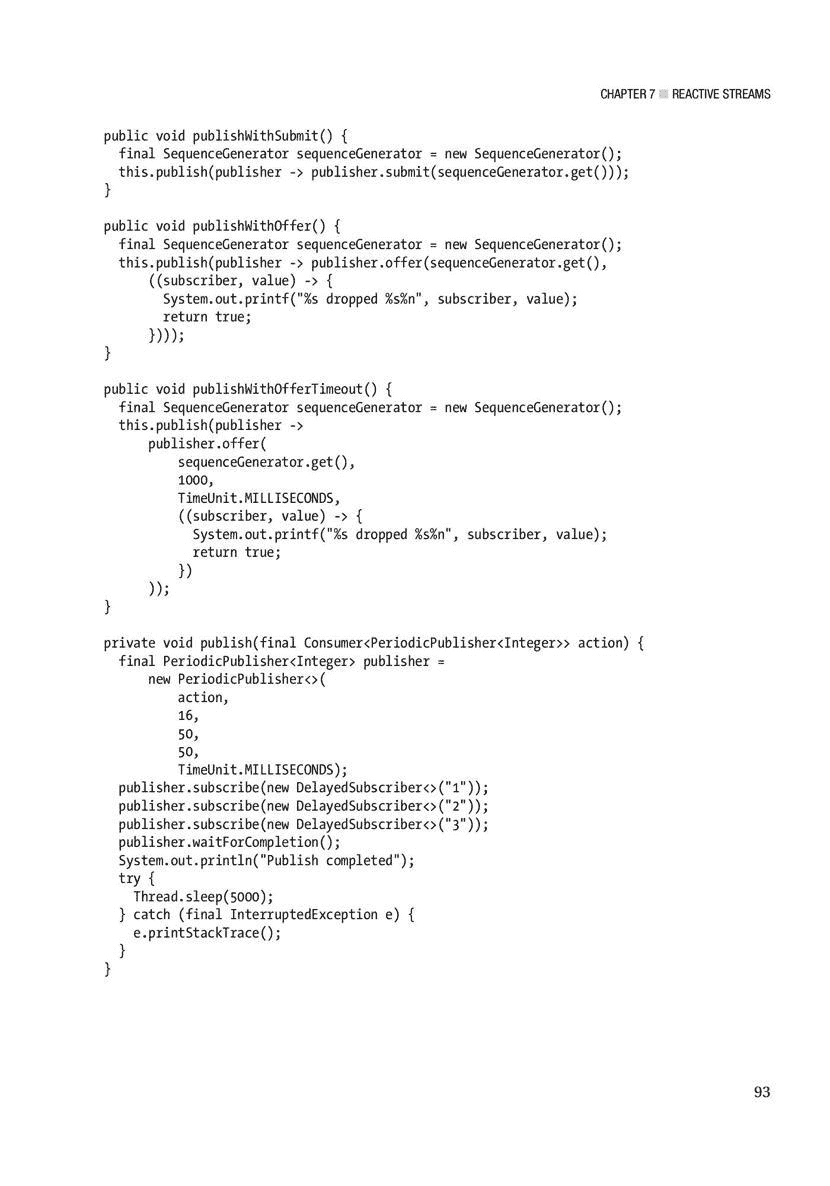 CHAPTER 7 ■ REACTIVE STREAMS
public void publishWithSubmit() {
  final SequenceGenerator sequenceGenerator = new SequenceGenerator();
  this.publish(publisher -> publisher.submit(sequenceGenerator.get()));
}
public void publishWithOffer() {
  final SequenceGenerator sequenceGenerator = new SequenceGenerator();
  this.publish(publisher -> publisher.offer(sequenceGenerator.get(),
      ((subscriber, value) -> {
        System.out.printf("%s dropped %s%n", subscriber, value);
        return true;
      })));
}
public void publishWithOfferTimeout() {
  final SequenceGenerator sequenceGenerator = new SequenceGenerator();
  this.publish(publisher ->
      publisher.offer(
          sequenceGenerator.get(),
          1000,
          TimeUnit.MILLISECONDS,
          ((subscriber, value) -> {
            System.out.printf("%s dropped %s%n", subscriber, value);
            return true;
          })
      ));
}
private void publish(final Consumer<PeriodicPublisher<Integer>> action) {
  final PeriodicPublisher<Integer> publisher =
      new PeriodicPublisher<>(
          action,
          16,
          50,
          50,
          TimeUnit.MILLISECONDS);
  publisher.subscribe(new DelayedSubscriber<>("1"));
  publisher.subscribe(new DelayedSubscriber<>("2"));
  publisher.subscribe(new DelayedSubscriber<>("3"));
  publisher.waitForCompletion();
  System.out.println("Publish completed");
  try {
    Thread.sleep(5000);
  } catch (final InterruptedException e) {
    e.printStackTrace();
  }
}
93